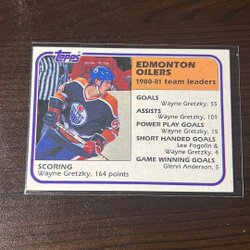 topps
EDMONTON
OILERS
1980-81 team leaders
GOALS
Wayne Gretzky, 55
ASSISTS
Wayne Gretzky, 109
POWER PLAY GOALS
Wayne Gretzky, 15
SHORT HANDED GOALS
Lee Fogolin &
Wayne Gretzky, 4
GAME WINNING GOALS
Glenn Anderson, 5
SCORING
Wayne Gretzky, 164 points